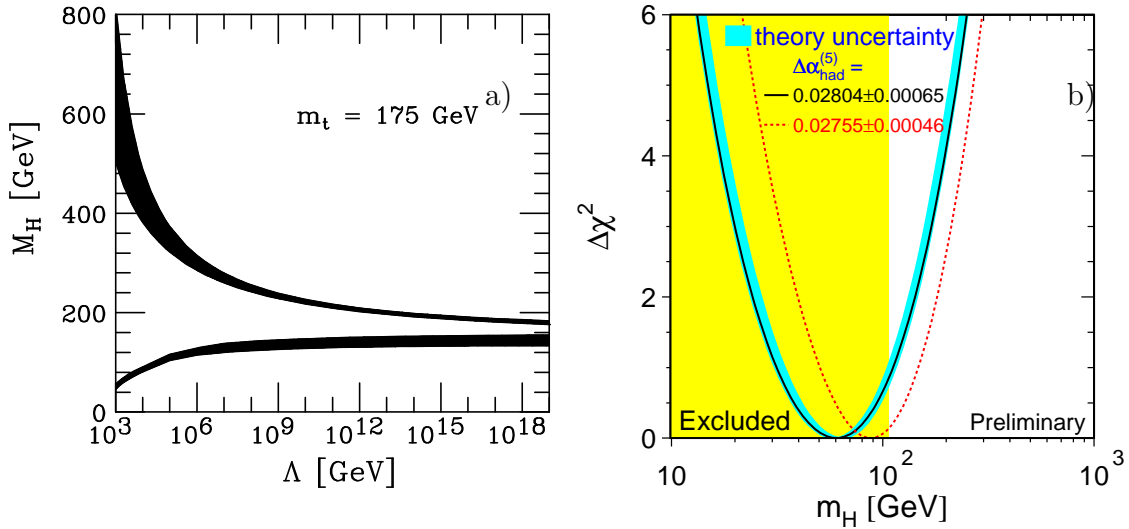 800
600
400
200
0
M_H [GeV]
a)
m_t = 175 GeV
10^3 10^6 10^9 10^12 10^15 10^18
Λ [GeV]
6
4
2
0
Δχ^2
theory uncertainty
Δα_had^(5) =
0.02804±0.00065
0.02755±0.00046
b)
Excluded
Preliminary
10 10^2 10^3
m_H [GeV]